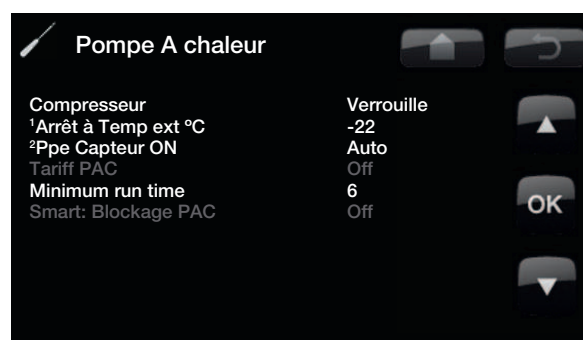 Pompe A chaleur
Compresseur Verrouille
¹Arrêt à Temp ext ºC -22
²Ppe Capteur ON Auto
Tariff PAC Off
Minimum run time 6
Smart: Blockage PAC Off
OK